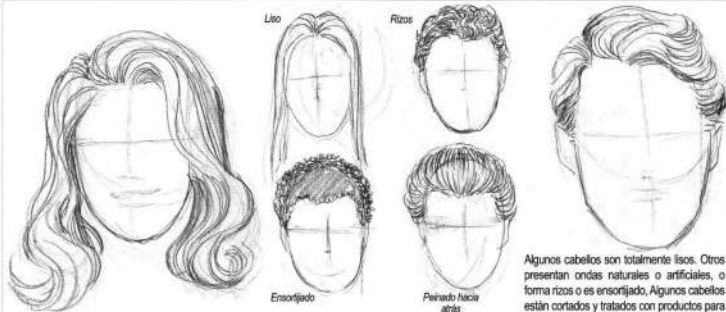 Liso
Rizos
Ensortijado
Peinado hacia
atrás
Algunos cabellos son totalmente lisos. Otros
presentan ondas naturales o artificiales, o
forma rizos o es ensortijado, Algunos cabellos
están cortados y tratados con productos para